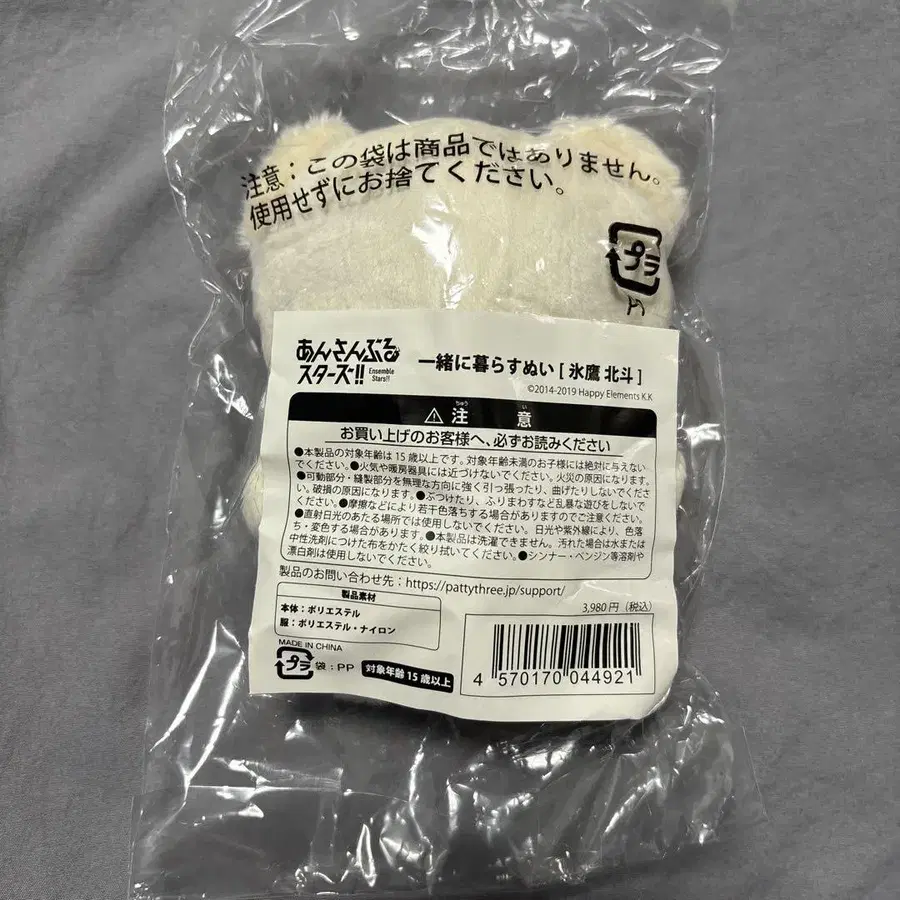 注意：この袋は商品ではありません。
使用せずにお捨てください。
プラ
あんさんぶる
スターズ!!
Ensemble
Stars!!
一緒に暮らすぬい [ 氷鷹 北斗 ]
©2014-2019 Happy Elements K.K
ちゅう い
⚠注 意
お買い上げのお客様へ、必ずお読みください
●本製品の対象年齢は15歳以上です。対象年齢未満のお子様には絶対に与えない
でください。●火気や暖房器具には近づけないでください。火災の原因になります。
●可動部分・縫製部分を無理な方向に強く引っ張ったり、曲げたりしないでくださ
い。破損の原因になります。●ぶつけたり、ふりまわすなど乱暴な遊びをしないで
ください。●摩擦などにより若干色落ちする場合がありますのでご注意ください。
●直射日光のあたる場所では使用しないでください。日光や紫外線により、色落
ち・変色する場合があります。●本製品は洗濯できません。汚れた場合は水または
中性洗剤につけた布をかたく絞り拭いてください。●シンナー・ベンジン等溶剤や
漂白剤は使用しないでください。
製品のお問い合わせ先：https://pattythree.jp/support/
製品素材
本体：ポリエステル
服：ポリエステル・ナイロン
3,980円（税込）
MADE IN CHINA
プラ 袋：PP
対象年齢15歳以上
4 570170 044921